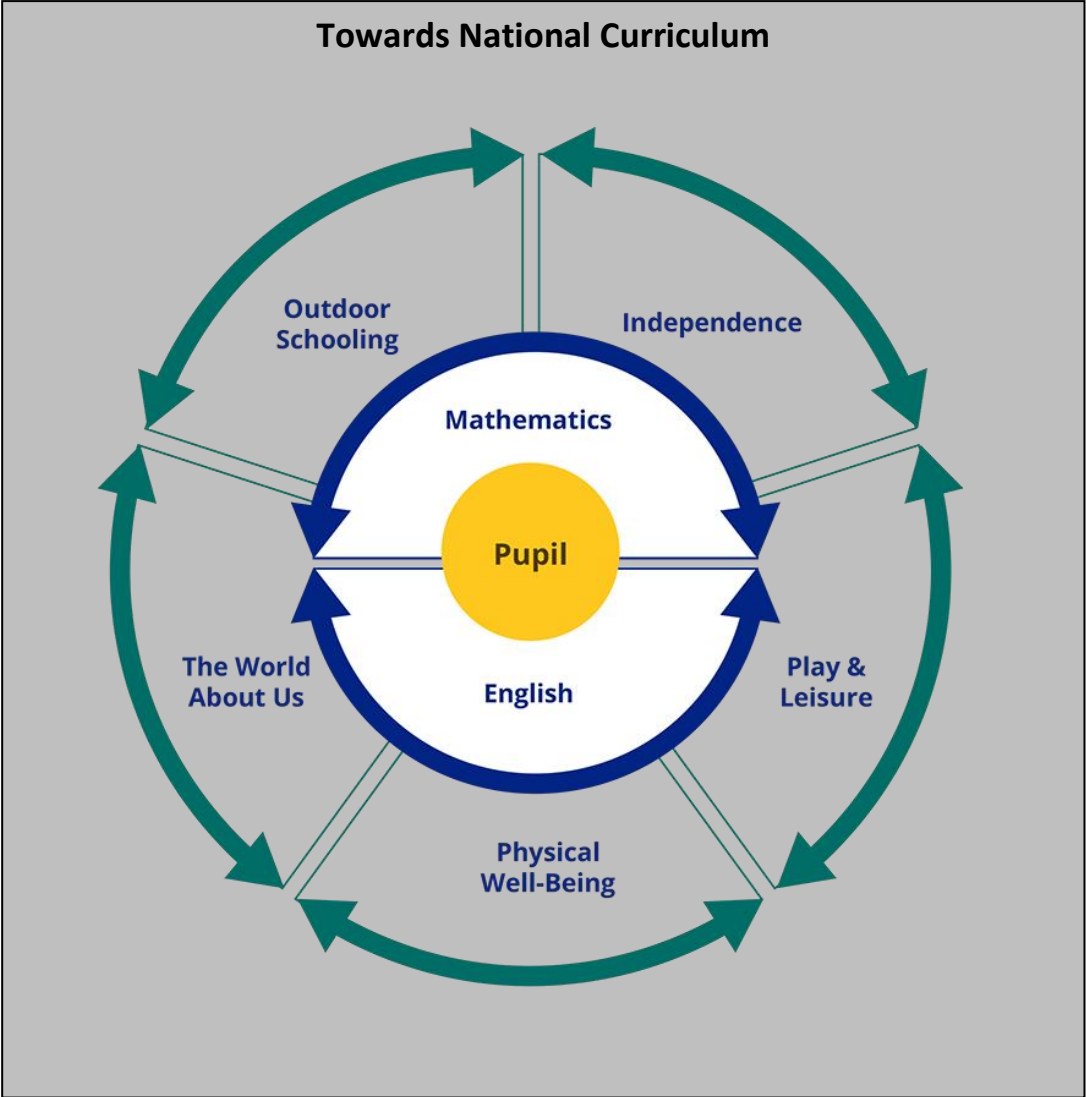 Towards National Curriculum
Outdoor
Schooling
Independence
Mathematics
Pupil
The World
About Us
English
Play &
Leisure
Physical
Well-Being